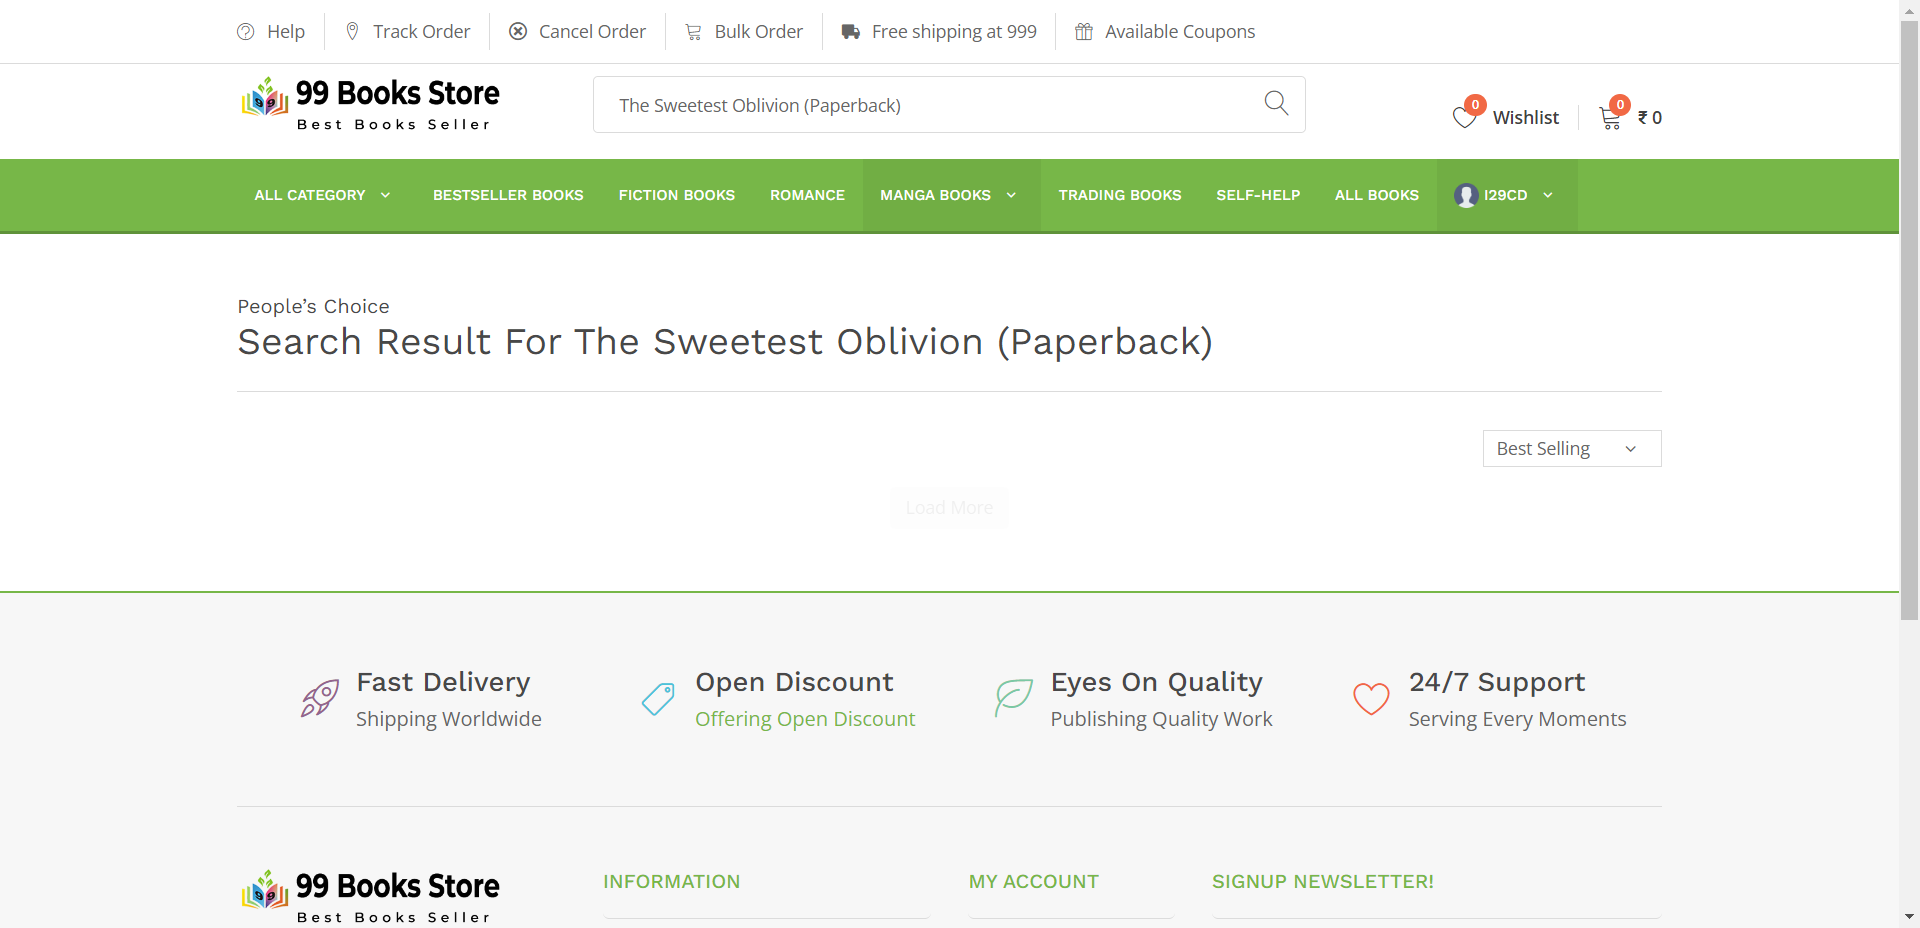 Help
Track Order
Cancel Order
Bulk Order
Free shipping at 999
Available Coupons
99 Books Store
Best Books Seller
The Sweetest Oblivion (Paperback)
0
Wishlist
0
₹ 0
ALL CATEGORY
BESTSELLER BOOKS
FICTION BOOKS
ROMANCE
MANGA BOOKS
TRADING BOOKS
SELF-HELP
ALL BOOKS
I29CD
People’s Choice
Search Result For The Sweetest Oblivion (Paperback)
Best Selling
Load More
Fast Delivery
Shipping Worldwide
Open Discount
Offering Open Discount
Eyes On Quality
Publishing Quality Work
24/7 Support
Serving Every Moments
99 Books Store
Best Books Seller
INFORMATION
MY ACCOUNT
SIGNUP NEWSLETTER!